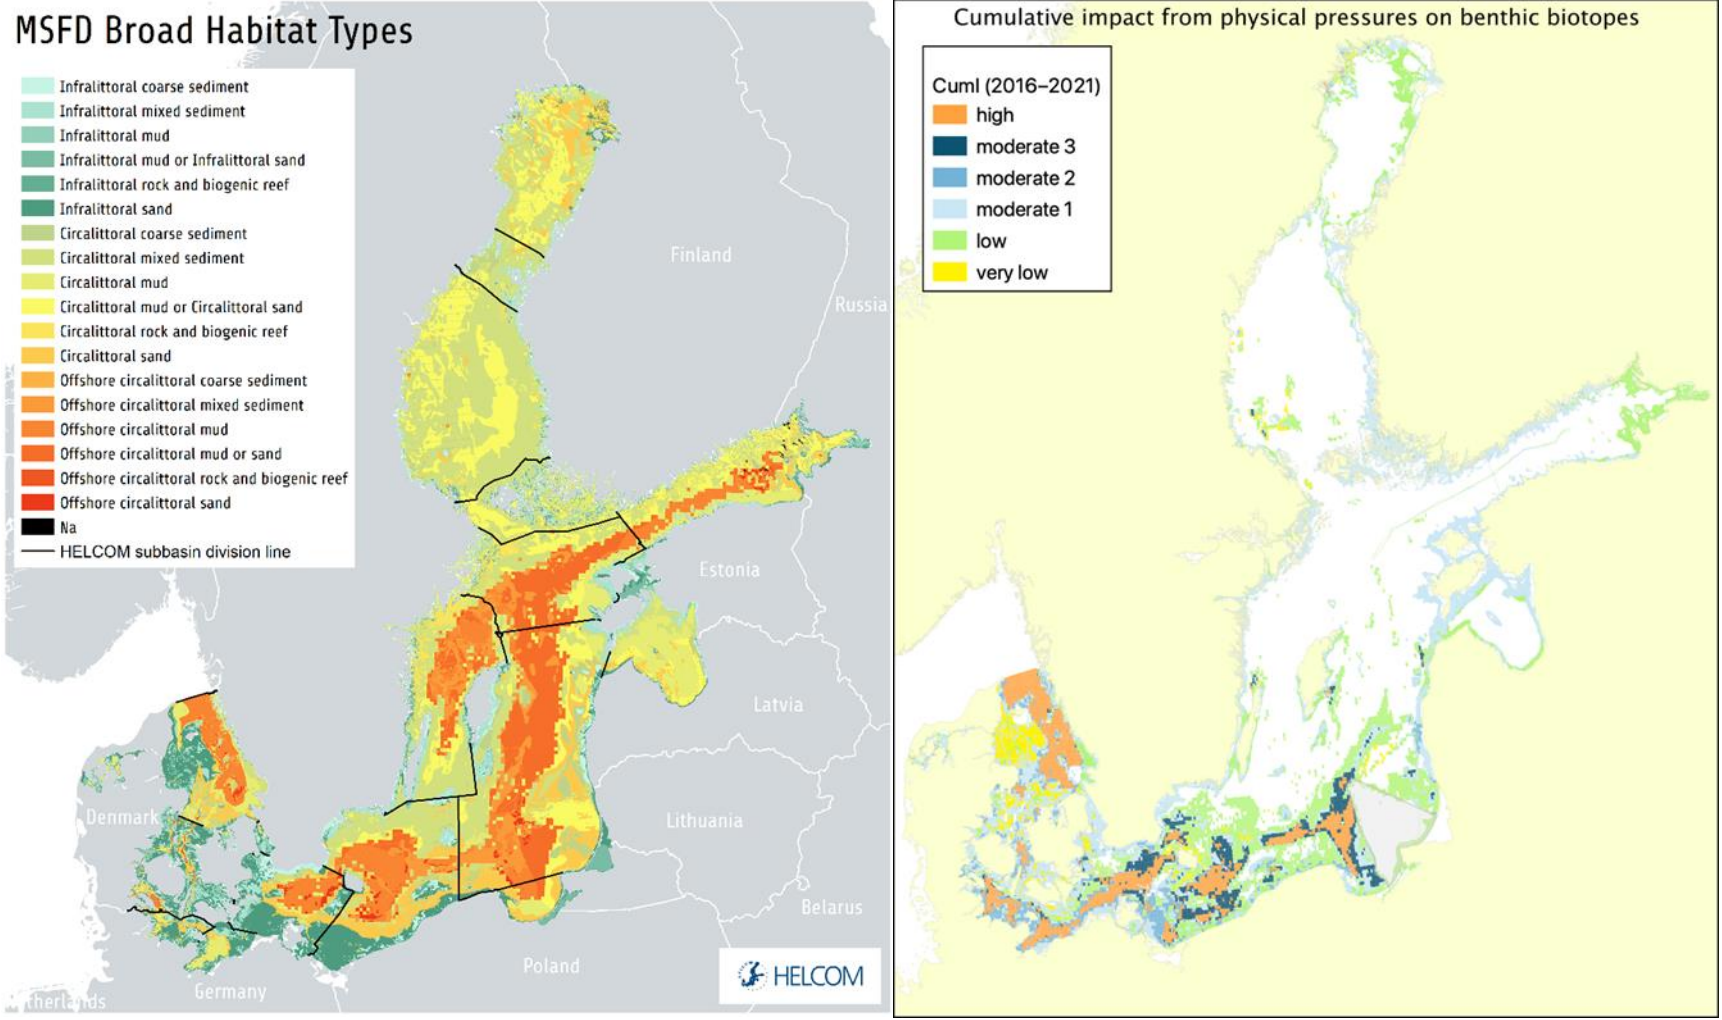 MSFD Broad Habitat Types
Infralittoral coarse sediment
Infralittoral mixed sediment
Infralittoral mud
Infralittoral mud or Infralittoral sand
Infralittoral rock and biogenic reef
Infralittoral sand
Circalittoral coarse sediment
Circalittoral mixed sediment
Circalittoral mud
Circalittoral mud or Circalittoral sand
Circalittoral rock and biogenic reef
Circalittoral sand
Offshore circalittoral coarse sediment
Offshore circalittoral mixed sediment
Offshore circalittoral mud
Offshore circalittoral mud or sand
Offshore circalittoral rock and biogenic reef
Offshore circalittoral sand
Na
HELCOM subbasin division line
Finland
Russia
Estonia
Latvia
Lithuania
Denmark
Belarus
Poland
Germany
therlands
HELCOM
Cumulative impact from physical pressures on benthic biotopes
CumI (2016–2021)
high
moderate 3
moderate 2
moderate 1
low
very low